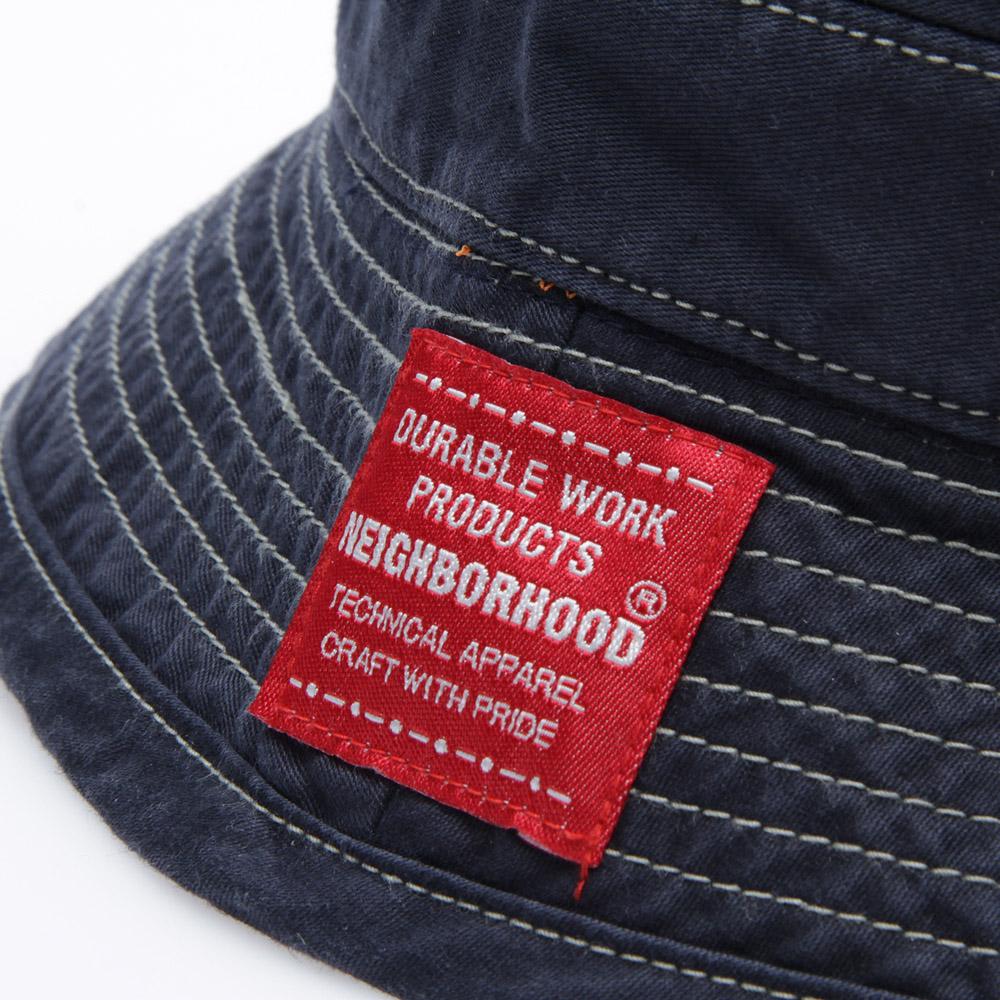 DURABLE WORK
PRODUCTS
NEIGHBORHOOD®
TECHNICAL APPAREL
CRAFT WITH PRIDE